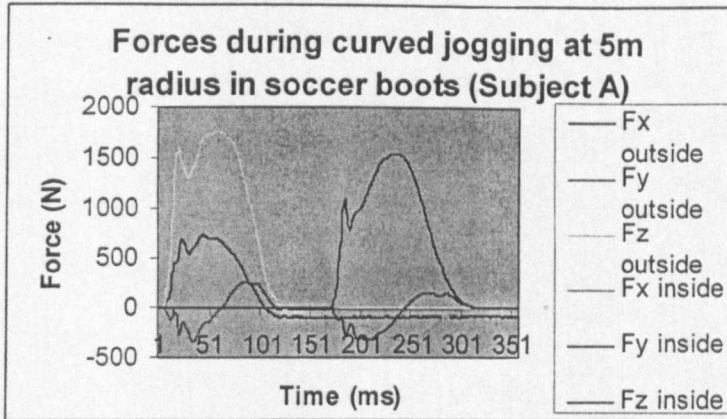 Forces during curved jogging at 5m
radius in soccer boots (Subject A)
2000
1500
1000
500
0
-500
Force (N)
1 51 101 151 201 251 301 351
Time (ms)
Fx
outside
Fy
outside
Fz
outside
Fx inside
Fy inside
Fz inside